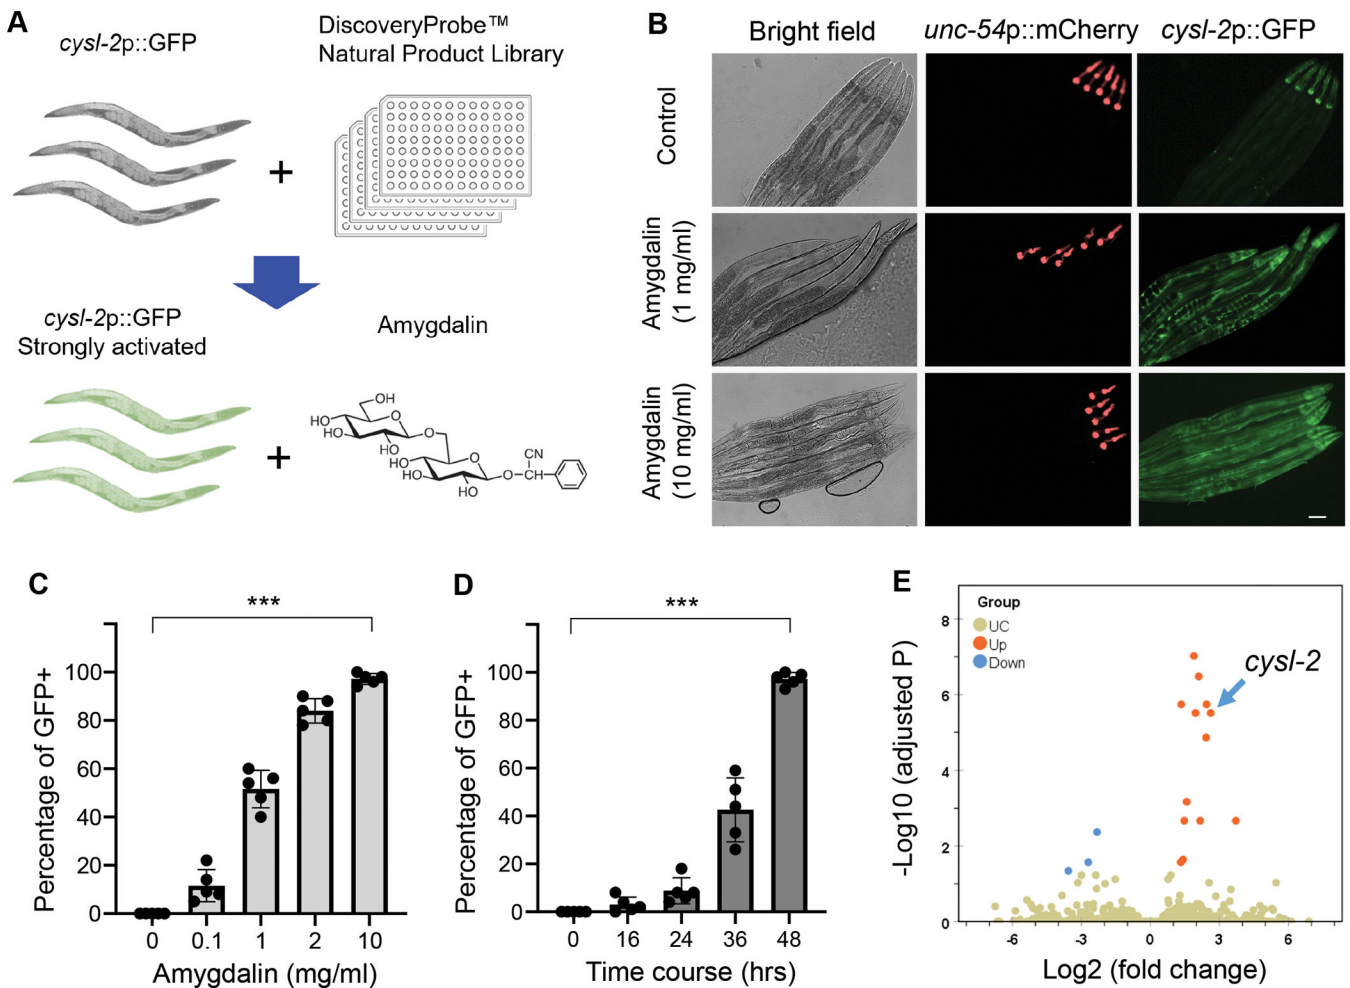 A
cysl-2p::GFP
DiscoveryProbe™
Natural Product Library
+
cysl-2p::GFP
Strongly activated
Amygdalin
+
OH
HO
HO
O
HO
O
HO
HO
O
HO
O
CN
B
Bright field
unc-54p::mCherry
cysl-2p::GFP
Control
Amygdalin
(1 mg/ml)
Amygdalin
(10 mg/ml)
C
***
Percentage of GFP+
100
80
60
40
20
0
0 0.1 1 2 10
Amygdalin (mg/ml)
D
***
Percentage of GFP+
100
80
60
40
20
0
0 16 24 36 48
Time course (hrs)
E
Group
UC
Up
Down
cysl-2
-Log10 (adjusted P)
8
6
4
2
0
-6 -3 0 3 6
Log2 (fold change)